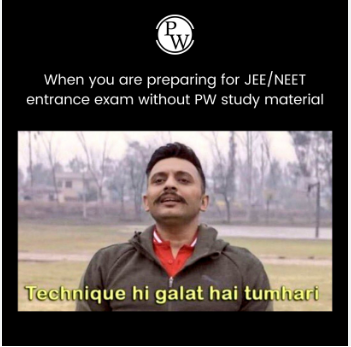 PW
When you are preparing for JEE/NEET
entrance exam without PW study material
Technique hi galat hai tumhari